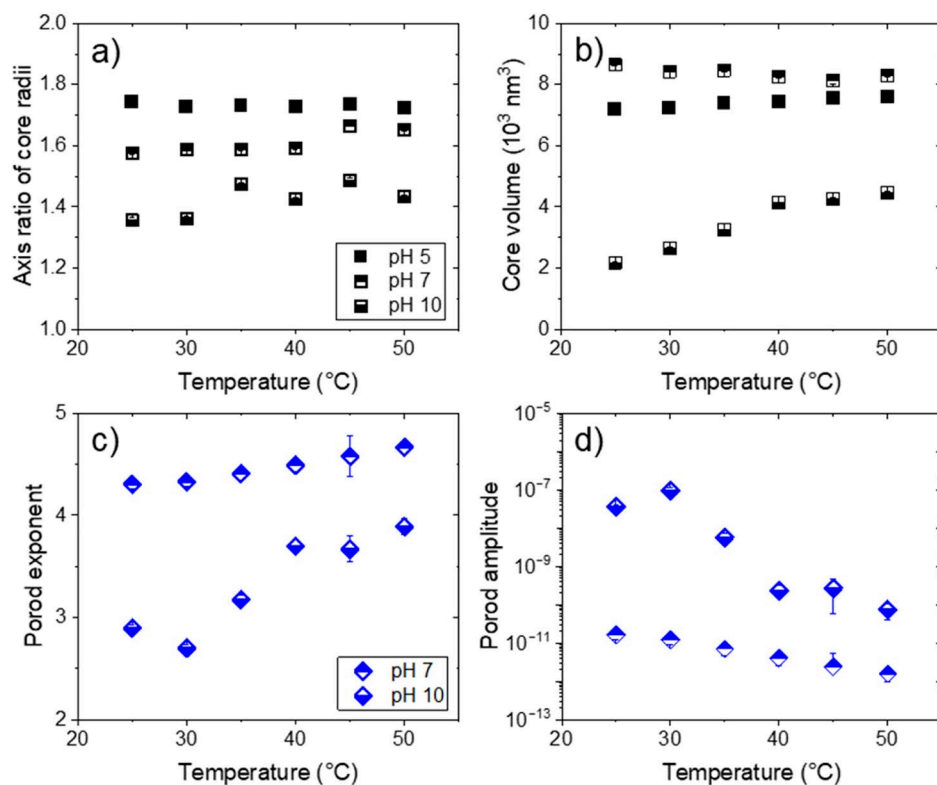 a)
Axis ratio of core radii
2.0
1.8
1.6
1.4
1.2
1.0
20
30
40
50
Temperature (°C)
pH 5
pH 7
pH 10
b)
Core volume (10³ nm³)
10
8
6
4
2
0
20
30
40
50
Temperature (°C)
c)
Porod exponent
5
4
3
2
20
30
40
50
Temperature (°C)
pH 7
pH 10
d)
Porod amplitude
10⁻⁵
10⁻⁷
10⁻⁹
10⁻¹¹
10⁻¹³
20
30
40
50
Temperature (°C)